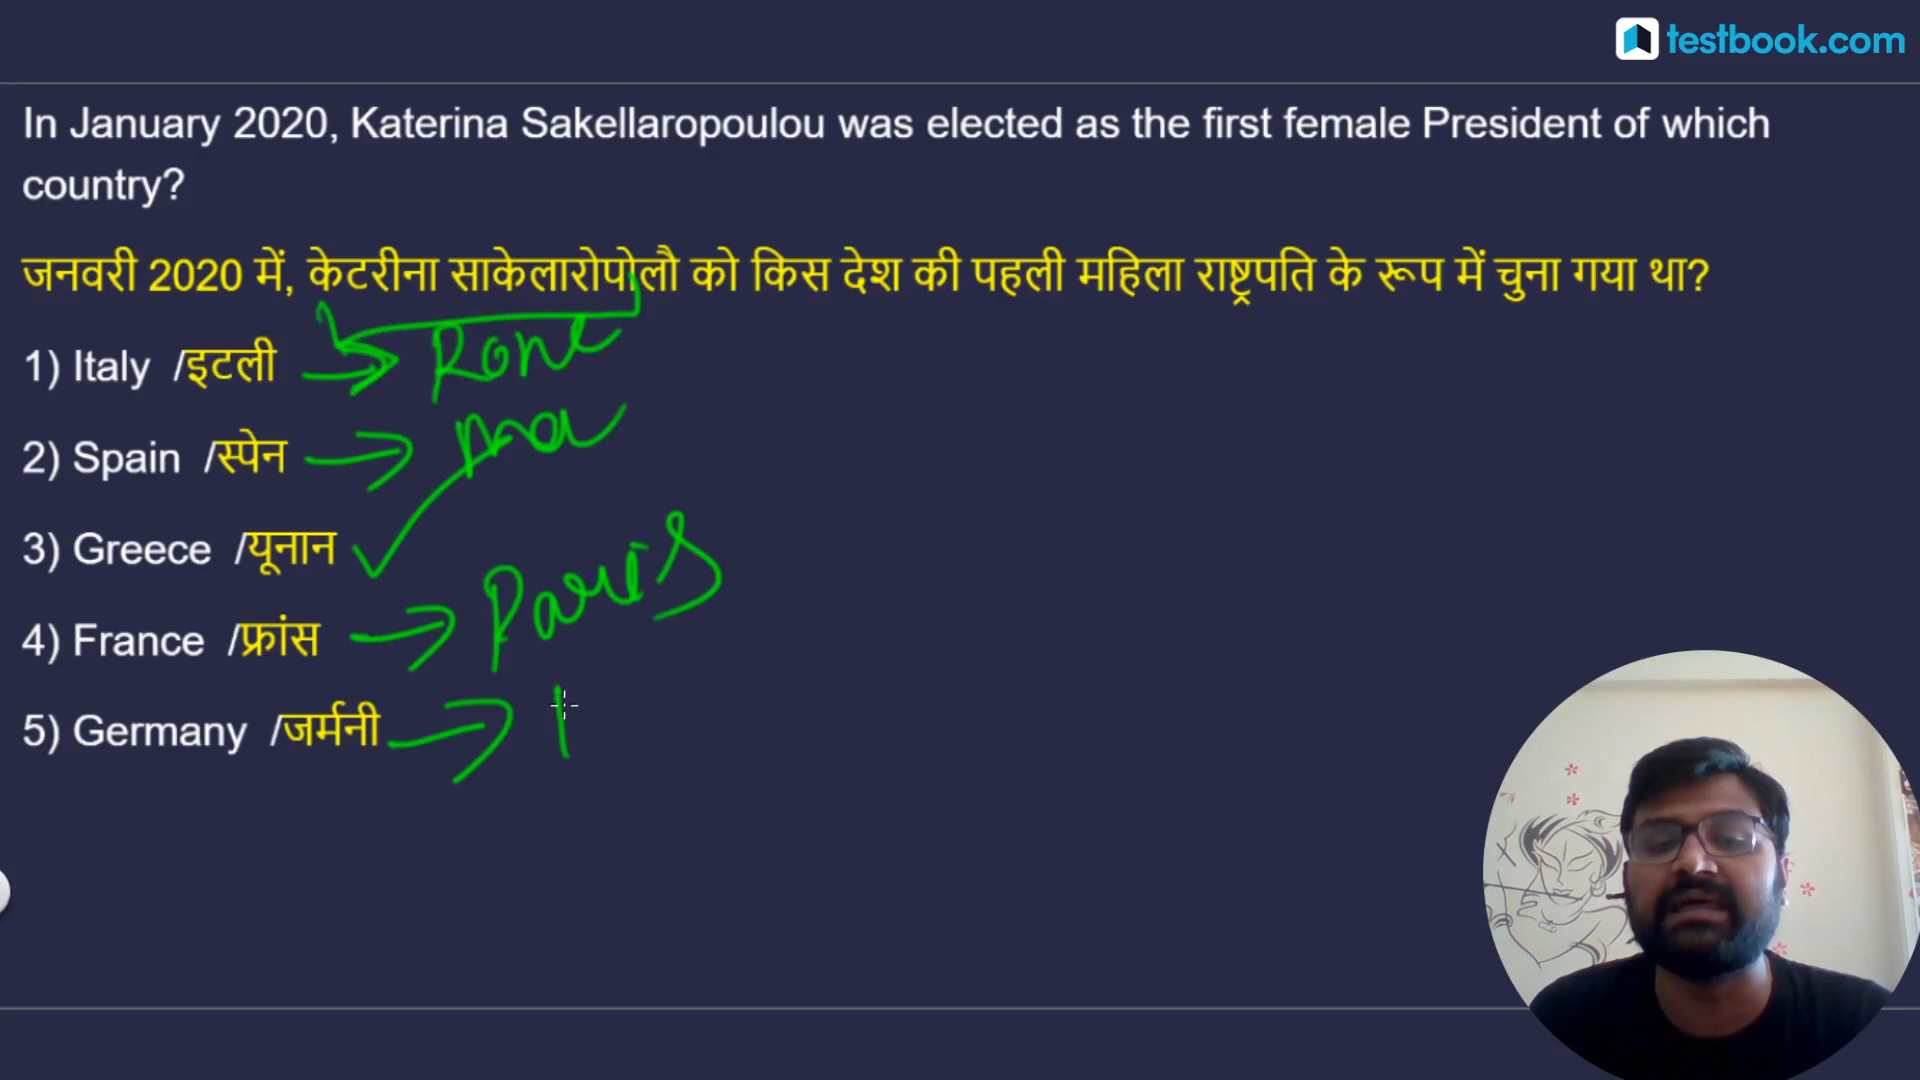 testbook.com
In January 2020, Katerina Sakellaropoulou was elected as the first female President of which
country?
जनवरी 2020 में, केटरीना साकेलारोपोलौ को किस देश की पहली महिला राष्ट्रपति के रूप में चुना गया था?
1) Italy /इटली
2) Spain /स्पेन
3) Greece /यूनान
4) France /फ्रांस Paris
5) Germany /जर्मनी